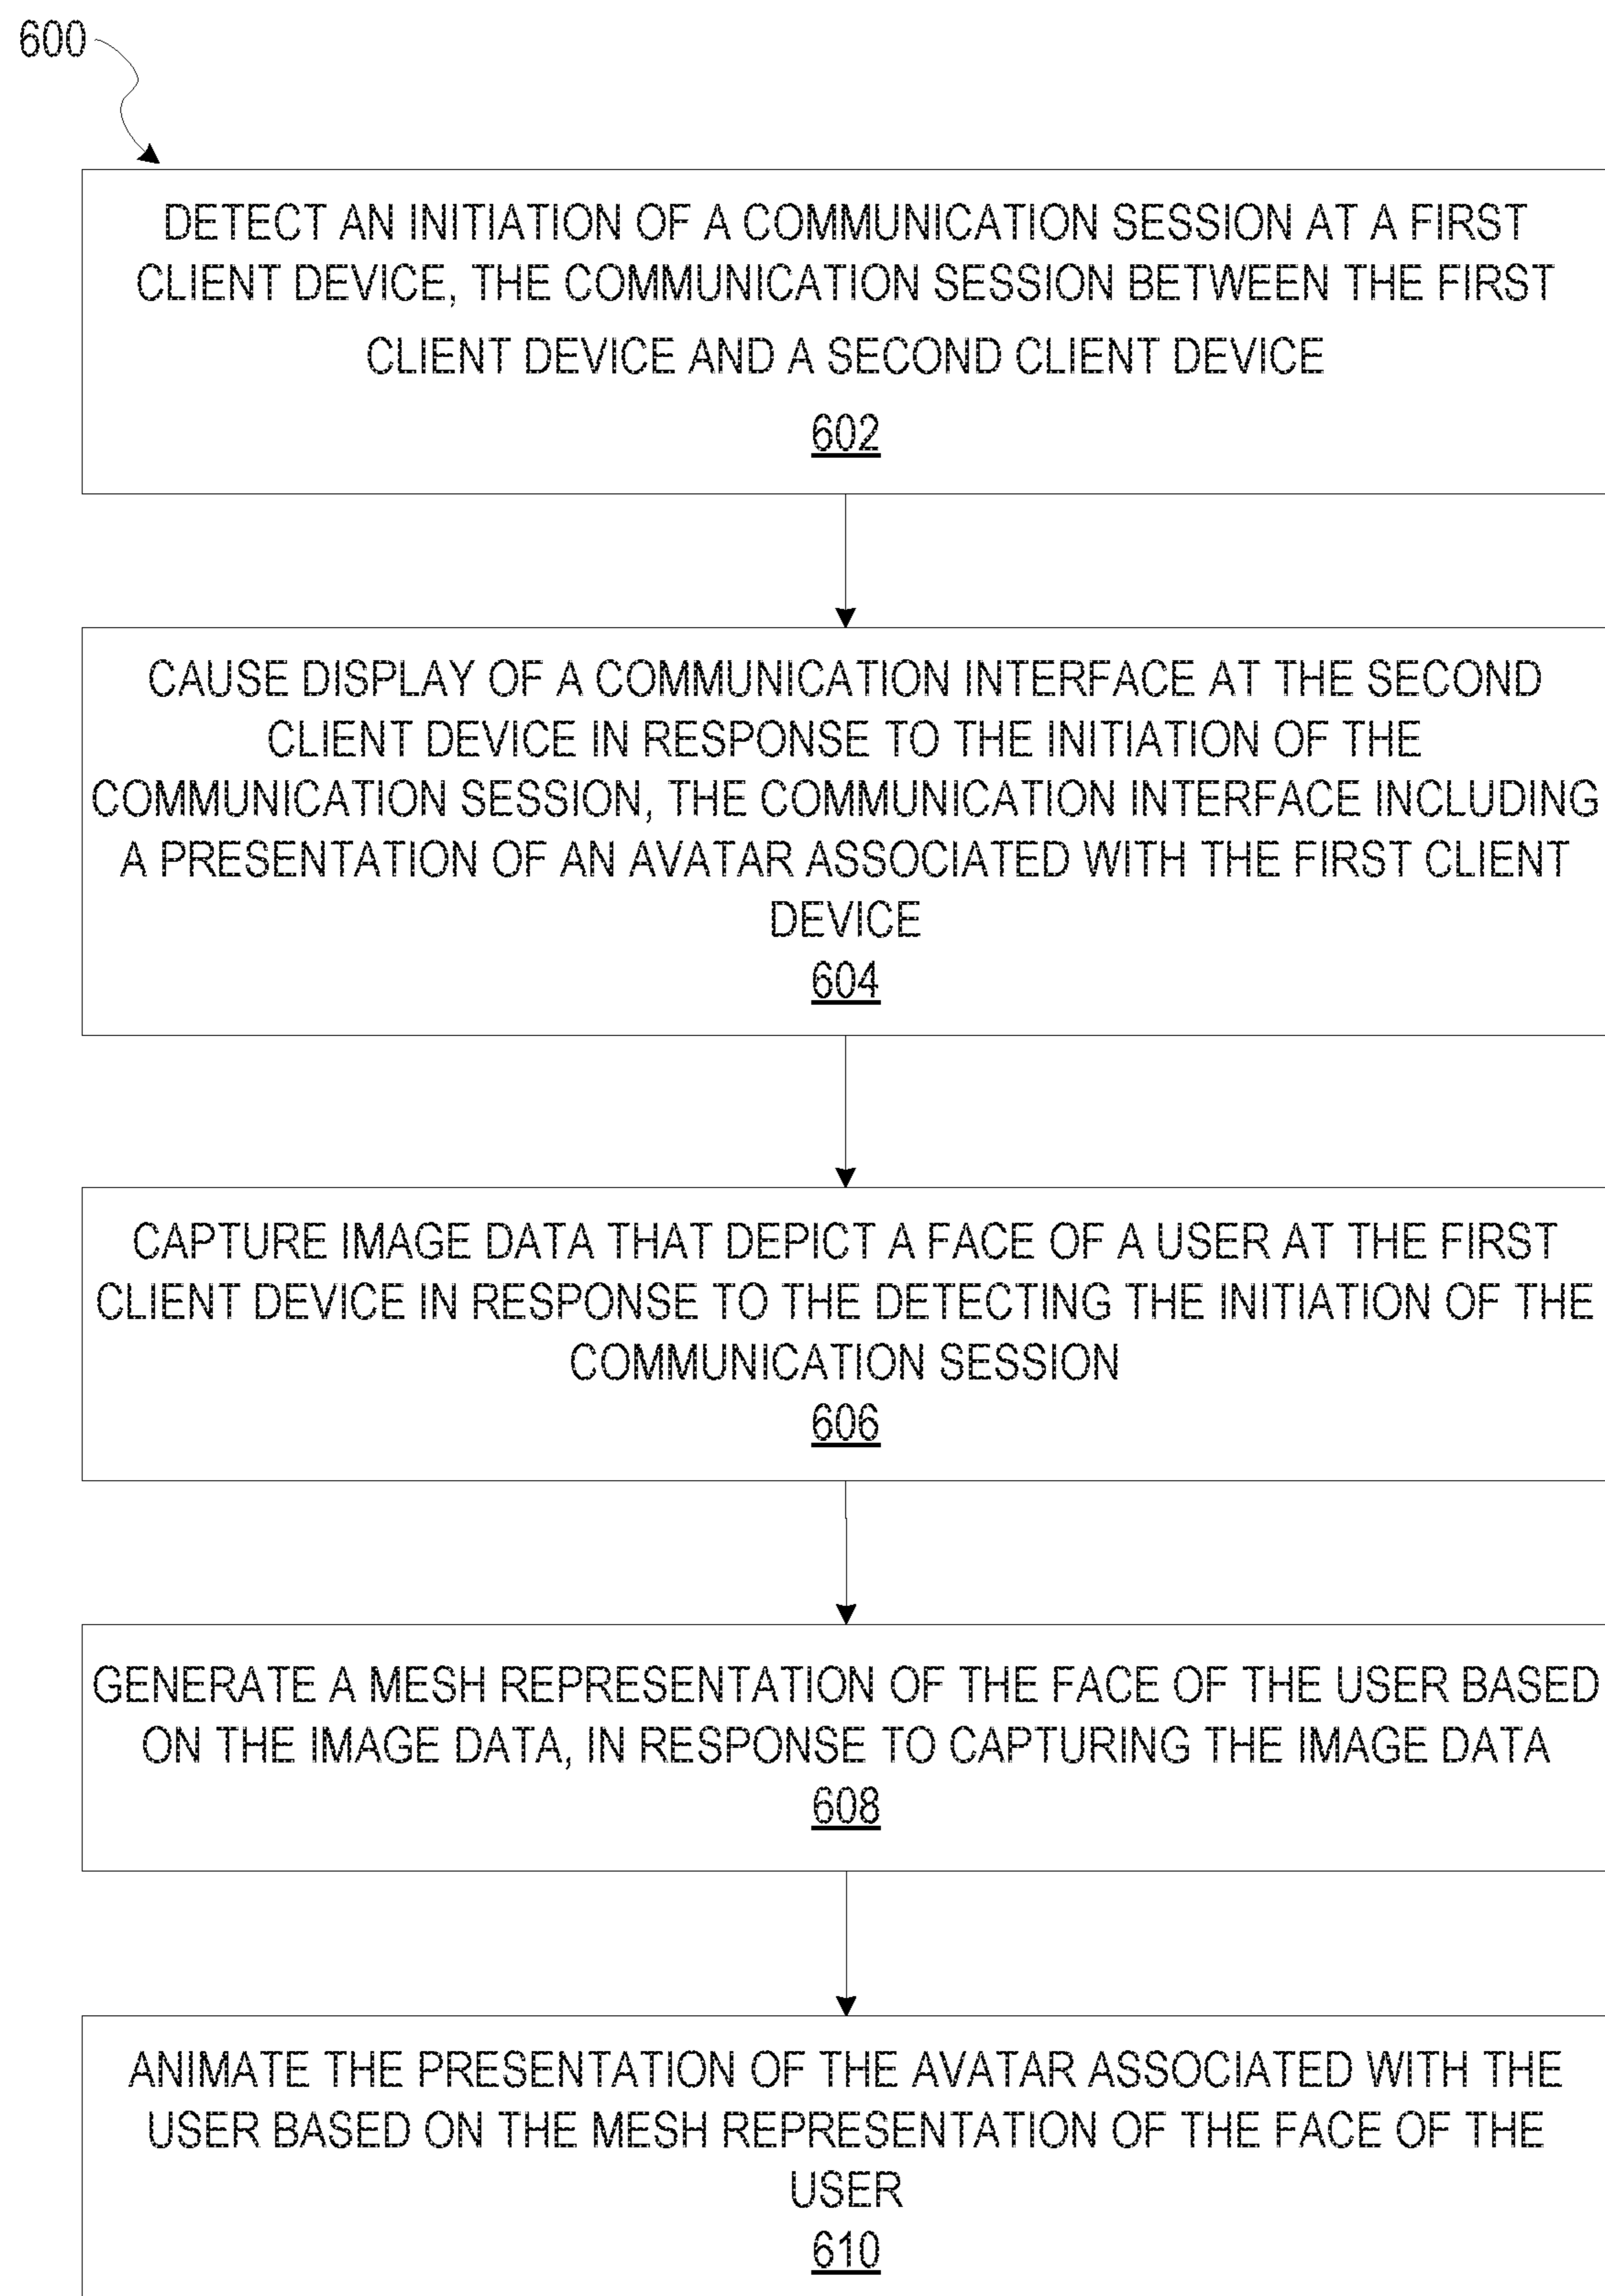 600
DETECT AN INITIATION OF A COMMUNICATION SESSION AT A FIRST
CLIENT DEVICE, THE COMMUNICATION SESSION BETWEEN THE FIRST
CLIENT DEVICE AND A SECOND CLIENT DEVICE
602
CAUSE DISPLAY OF A COMMUNICATION INTERFACE AT THE SECOND
CLIENT DEVICE IN RESPONSE TO THE INITIATION OF THE
COMMUNICATION SESSION, THE COMMUNICATION INTERFACE INCLUDING
A PRESENTATION OF AN AVATAR ASSOCIATED WITH THE FIRST CLIENT
DEVICE
604
CAPTURE IMAGE DATA THAT DEPICT A FACE OF A USER AT THE FIRST
CLIENT DEVICE IN RESPONSE TO THE DETECTING THE INITIATION OF THE
COMMUNICATION SESSION
606
GENERATE A MESH REPRESENTATION OF THE FACE OF THE USER BASED
ON THE IMAGE DATA, IN RESPONSE TO CAPTURING THE IMAGE DATA
608
ANIMATE THE PRESENTATION OF THE AVATAR ASSOCIATED WITH THE
USER BASED ON THE MESH REPRESENTATION OF THE FACE OF THE
USER
610